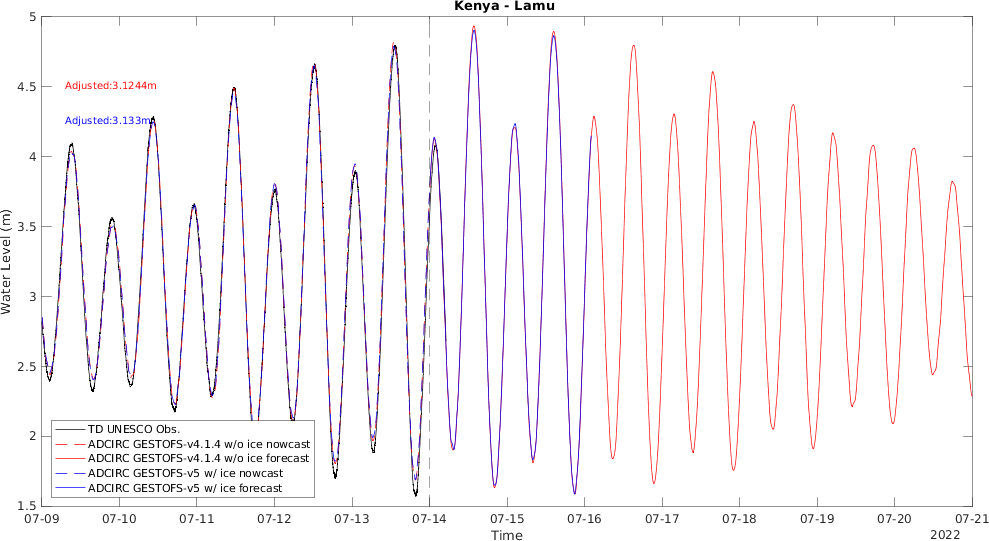 Kenya - Lamu
5
4.5
4
3.5
3
2.5
2
1.5
Water Level (m)
Adjusted:3.1244m
Adjusted:3.133m
TD UNESCO Obs.
ADCIRC GESTOFS-v4.1.4 w/o ice nowcast
ADCIRC GESTOFS-v4.1.4 w/o ice forecast
ADCIRC GESTOFS-v5 w/ ice nowcast
ADCIRC GESTOFS-v5 w/ ice forecast
07-09 07-10 07-11 07-12 07-13 07-14 07-15 07-16 07-17 07-18 07-19 07-20 07-21
Time
2022